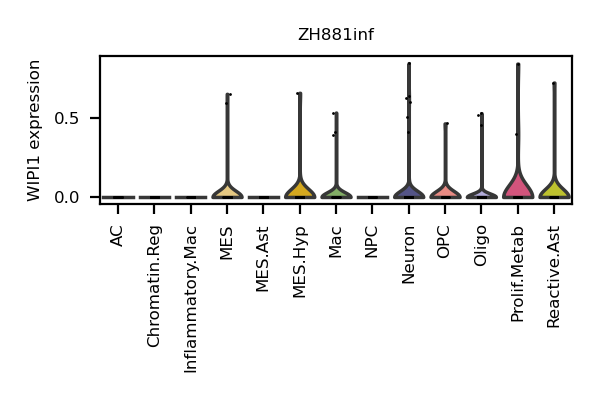 ZH881inf
WIPI1 expression
0.5
0.0
AC
Chromatin.Reg
Inflammatory.Mac
MES
MES.Ast
MES.Hyp
Mac
NPC
Neuron
OPC
Oligo
Prolif.Metab
Reactive.Ast